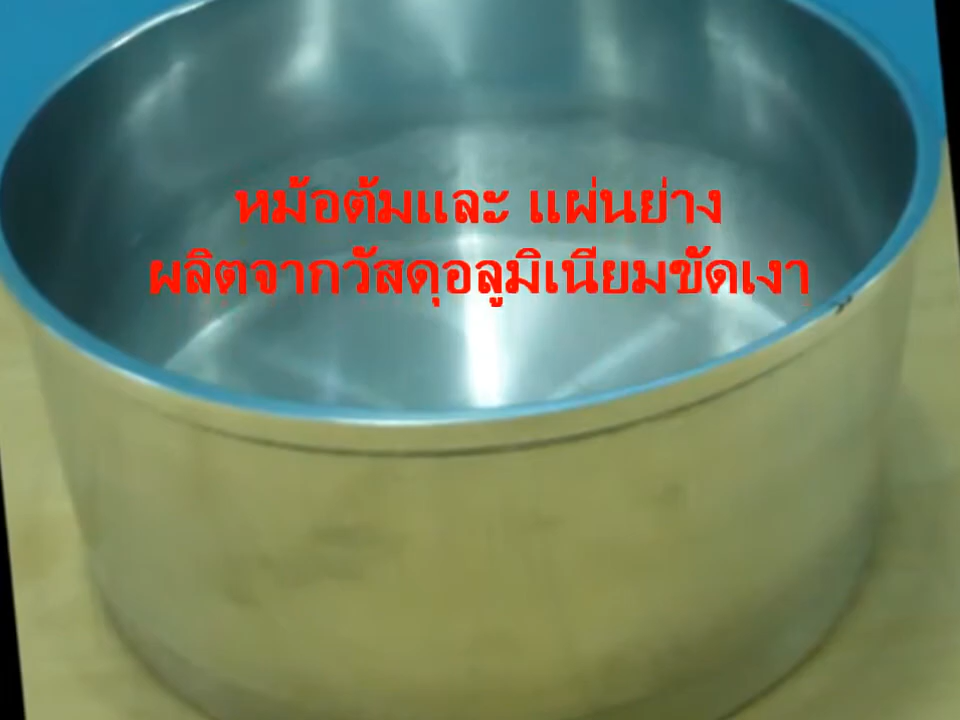 หม้อต้มและ แผ่นย่าง
ผลิตจากวัสดุอลูมิเนียมขัดเงา